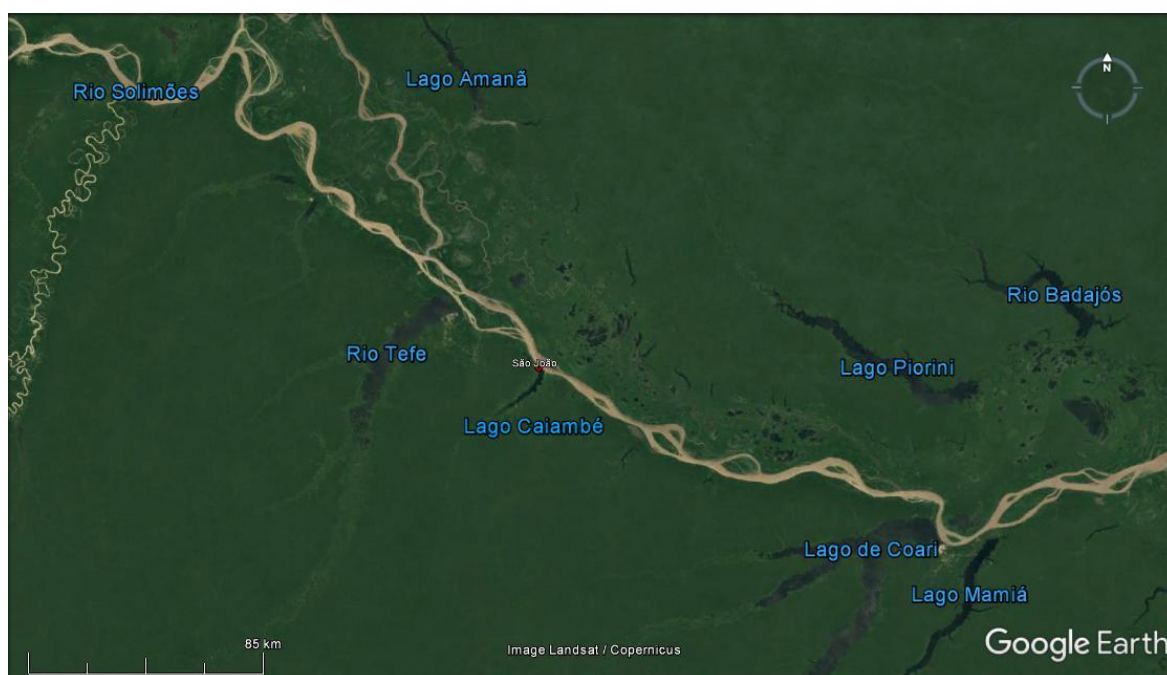 Lago Amanã
N
Rio Solimões
Rio Badajós
Rio Tefe
São João
Lago Piorini
Lago Caiambé
Lago de Coari
Lago Mamiá
85 km
Image Landsat / Copernicus
Google Earth